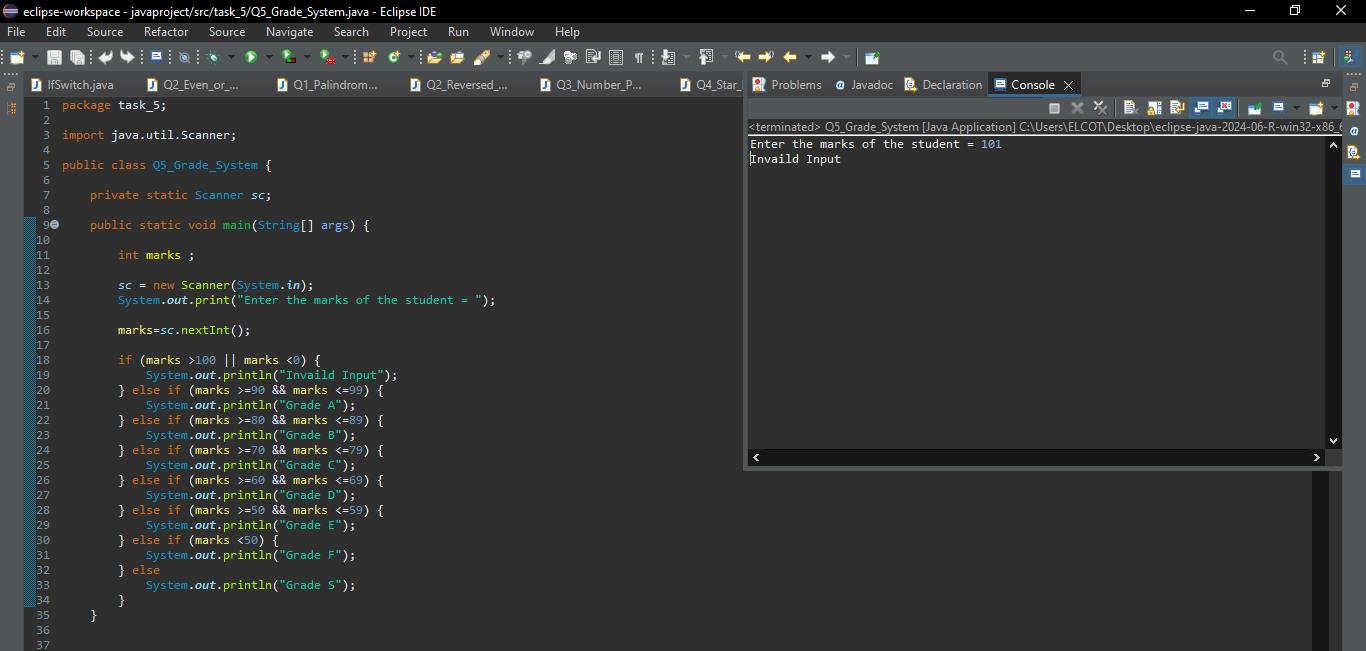 eclipse-workspace - javaproject/src/task_5/Q5_Grade_System.java - Eclipse IDE
File Edit Source Refactor Source Navigate Search Project Run Window Help
IfSwitch.java Q2_Even_or_... Q1_Palindrom... Q2_Reversed_... Q3_Number_P... Q4_Star_
Problems Javadoc Declaration Console
<terminated> Q5_Grade_System [Java Application] C:\Users\ELCOT\Desktop\eclipse-java-2024-06-R-win32-x86_6
Enter the marks of the student = 101
Invaild Input
1 package task_5;
2
3 import java.util.Scanner;
4
5 public class Q5_Grade_System {
6
7 private static Scanner sc;
8
9 public static void main(String[] args) {
10
11 int marks ;
12
13 sc = new Scanner(System.in);
14 System.out.print("Enter the marks of the student = ");
15
16 marks=sc.nextInt();
17
18 if (marks >100 || marks <0) {
19 System.out.println("Invaild Input");
20 } else if (marks >=90 && marks <=99) {
21 System.out.println("Grade A");
22 } else if (marks >=80 && marks <=89) {
23 System.out.println("Grade B");
24 } else if (marks >=70 && marks <=79) {
25 System.out.println("Grade C");
26 } else if (marks >=60 && marks <=69) {
27 System.out.println("Grade D");
28 } else if (marks >=50 && marks <=59) {
29 System.out.println("Grade E");
30 } else if (marks <50) {
31 System.out.println("Grade F");
32 } else
33 System.out.println("Grade S");
34 }
35 }
36
37